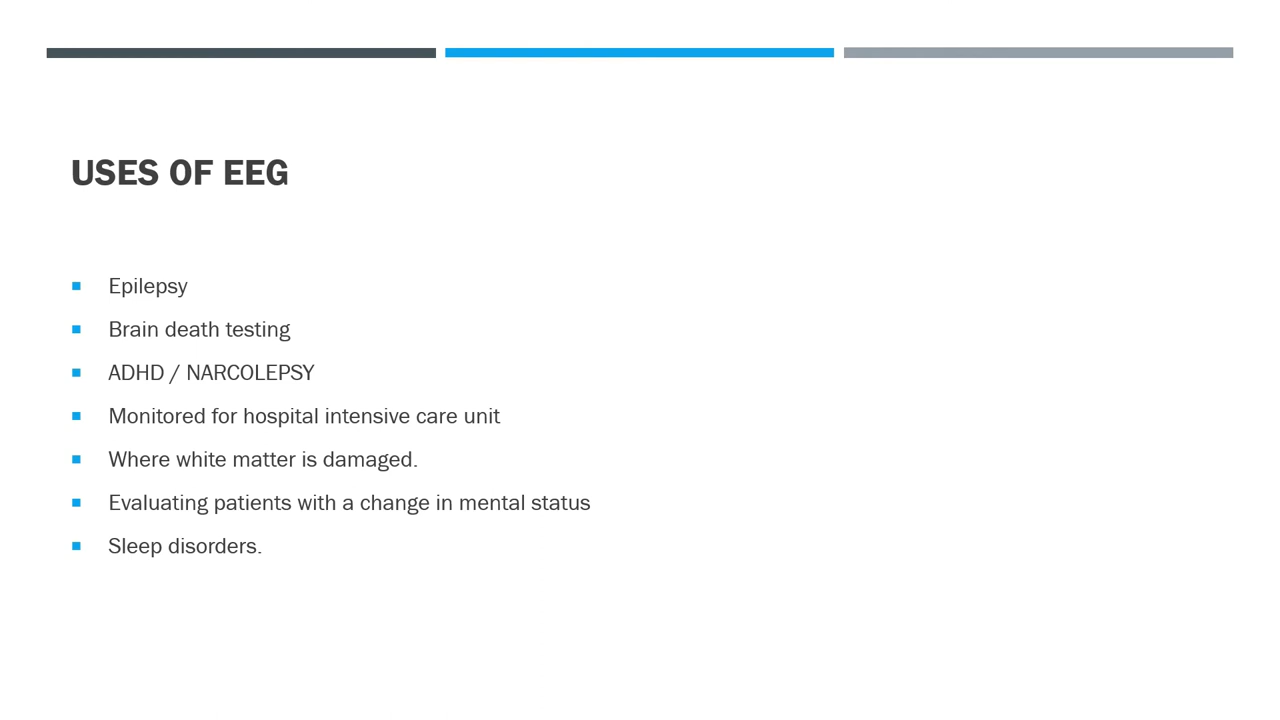 USES OF EEG
Epilepsy
Brain death testing
ADHD / NARCOLEPSY
Monitored for hospital intensive care unit
Where white matter is damaged.
Evaluating patients with a change in mental status
Sleep disorders.